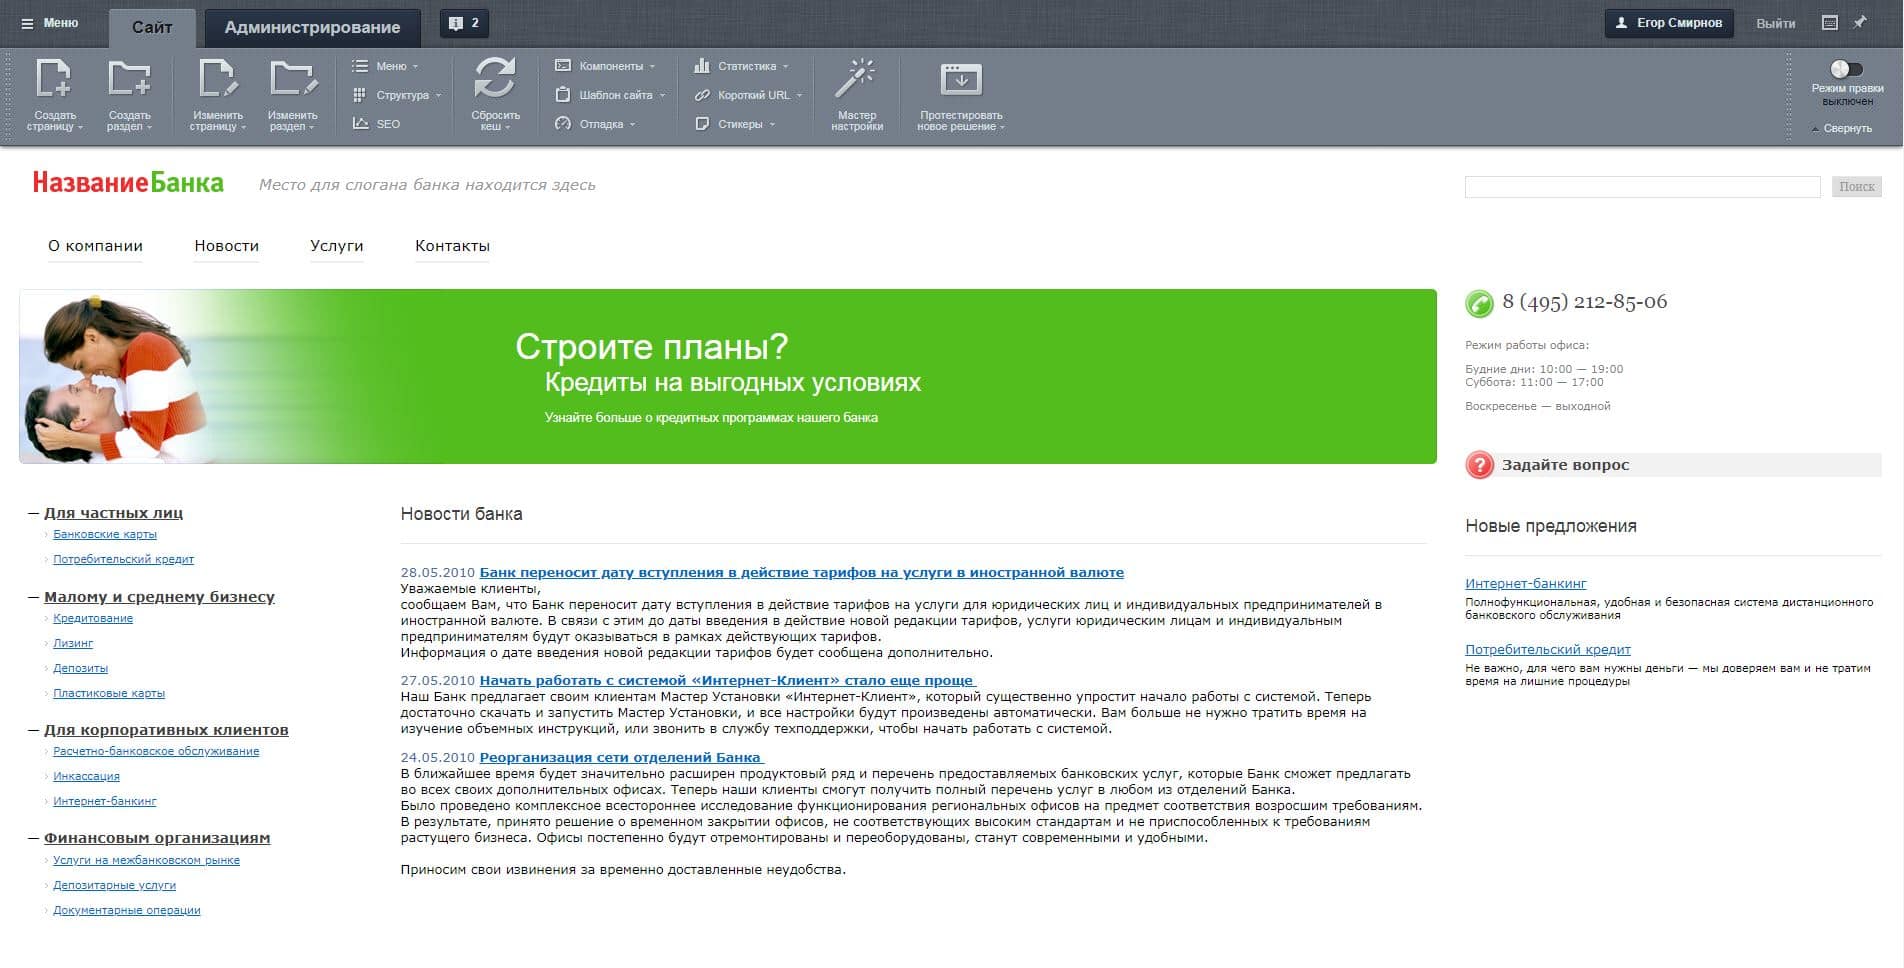 Меню
Сайт
Администрирование
2
Егор Смирнов
Выйти
Создать страницу
Создать раздел
Изменить страницу
Изменить раздел
Меню
Структура
SEO
Сбросить кеш
Компоненты
Шаблон сайта
Отладка
Статистика
Короткий URL
Стикеры
Мастер настройки
Протестировать новое решение
Режим правки
выключен
Свернуть
НазваниеБанка
Место для слогана банка находится здесь
Поиск
О компании
Новости
Услуги
Контакты
Строите планы?
Кредиты на выгодных условиях
Узнайте больше о кредитных программах нашего банка
8 (495) 212-85-06
Режим работы офиса:
Будние дни: 10:00 — 19:00
Суббота: 11:00 — 17:00
Воскресенье — выходной
? Задайте вопрос
— Для частных лиц
Банковские карты
Потребительский кредит
— Малому и среднему бизнесу
Кредитование
Лизинг
Депозиты
Пластиковые карты
— Для корпоративных клиентов
Расчетно-банковское обслуживание
Инкассация
Интернет-банкинг
— Финансовым организациям
Услуги на межбанковском рынке
Депозитарные услуги
Документарные операции
Новости банка
28.05.2010 Банк переносит дату вступления в действие тарифов на услуги в иностранной валюте
Уважаемые клиенты,
сообщаем Вам, что Банк переносит дату вступления в действие тарифов на услуги для юридических лиц и индивидуальных предпринимателей в
иностранной валюте. В связи с этим до даты введения в действие новой редакции тарифов, услуги юридическим лицам и индивидуальным
предпринимателям будут оказываться в рамках действующих тарифов.
Информация о дате введения новой редакции тарифов будет сообщена дополнительно.
27.05.2010 Начать работать с системой «Интернет-Клиент» стало еще проще
Наш Банк предлагает своим клиентам Мастер Установки «Интернет-Клиент», который существенно упростит начало работы с системой. Теперь
достаточно скачать и запустить Мастер Установки, и все настройки будут произведены автоматически. Вам больше не нужно тратить время на
изучение объемных инструкций, или звонить в службу техподдержки, чтобы начать работать с системой.
24.05.2010 Реорганизация сети отделений Банка
В ближайшее время будет значительно расширен продуктовый ряд и перечень предоставляемых банковских услуг, которые Банк сможет предлагать
во всех своих дополнительных офисах. Теперь наши клиенты смогут получить полный перечень услуг в любом из отделений Банка.
Было проведено комплексное всестороннее исследование функционирования региональных офисов на предмет соответствия возросшим требованиям.
В результате, принято решение о временном закрытии офисов, не соответствующих высоким стандартам и не приспособленных к требованиям
растущего бизнеса. Офисы постепенно будут отремонтированы и переоборудованы, станут современными и удобными.
Приносим свои извинения за временно доставленные неудобства.
Новые предложения
Интернет-банкинг
Полнофункциональная, удобная и безопасная система дистанционного
банковского обслуживания
Потребительский кредит
Не важно, для чего вам нужны деньги — мы доверяем вам и не тратим
время на лишние процедуры